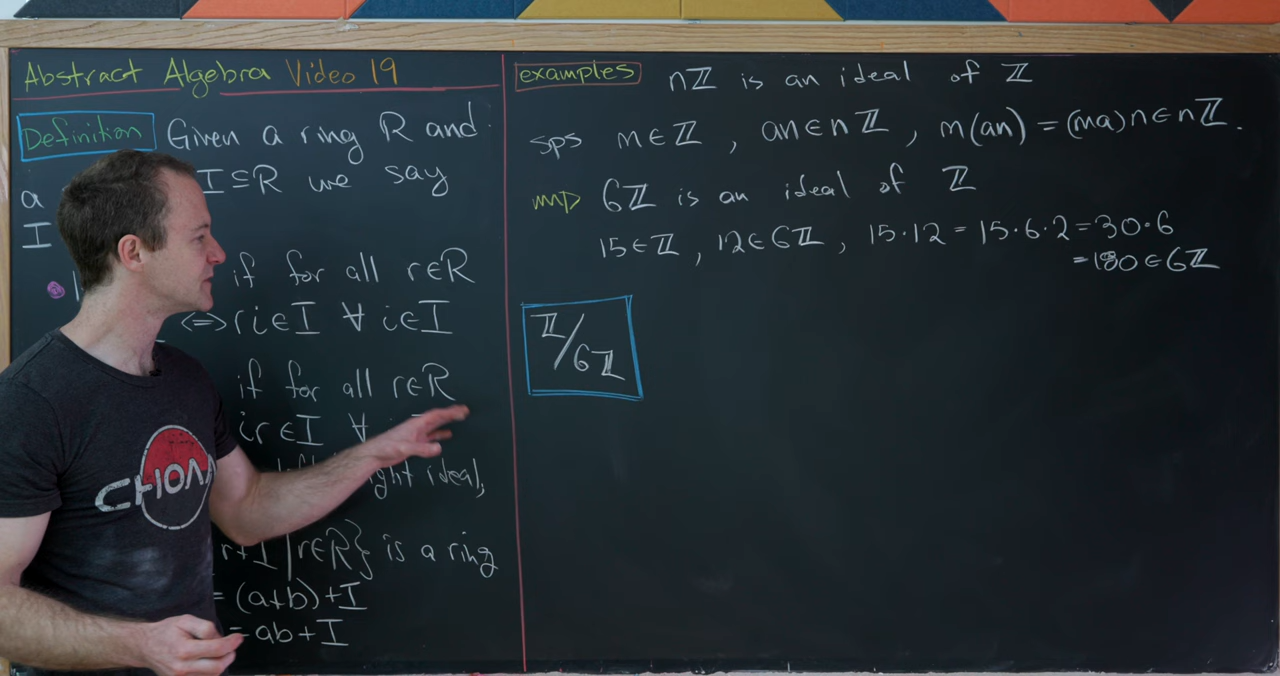 Abstract Algebra Video 19
Definition Given a ring R and
a I ⊆ R we say
I
if for all r∈R
⇔ ri∈I ∀ i∈I
if for all r∈R
ir∈I ∀
ight ideal,
r+I | r∈R} is a ring
= (a+b)+I
= ab+I
examples nℤ is an ideal of ℤ
sps m∈ℤ, an∈nℤ, m(an) = (ma)n∈nℤ.
⇝ 6ℤ is an ideal of ℤ
15∈ℤ, 12∈6ℤ, 15·12 = 15·6·2 = 30·6
= 180∈6ℤ
ℤ/6ℤ
CHON